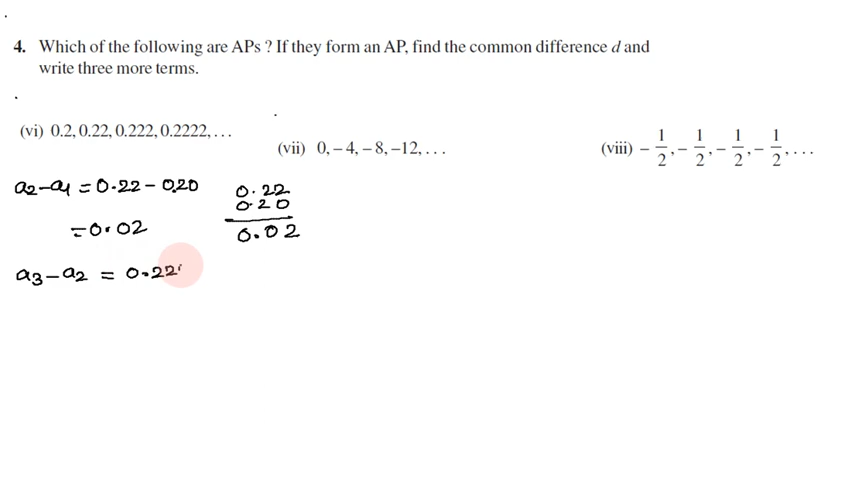 4. Which of the following are APs ? If they form an AP, find the common difference d and
write three more terms.
(vi) 0.2, 0.22, 0.222, 0.2222, . . .
(vii) 0, – 4, – 8, –12, . . .
(viii) – 1/2, – 1/2, – 1/2, – 1/2, . . .
a2-a1 = 0.22 - 0.20
= 0.02
0.22
0.20
0.02
a3-a2 = 0.22